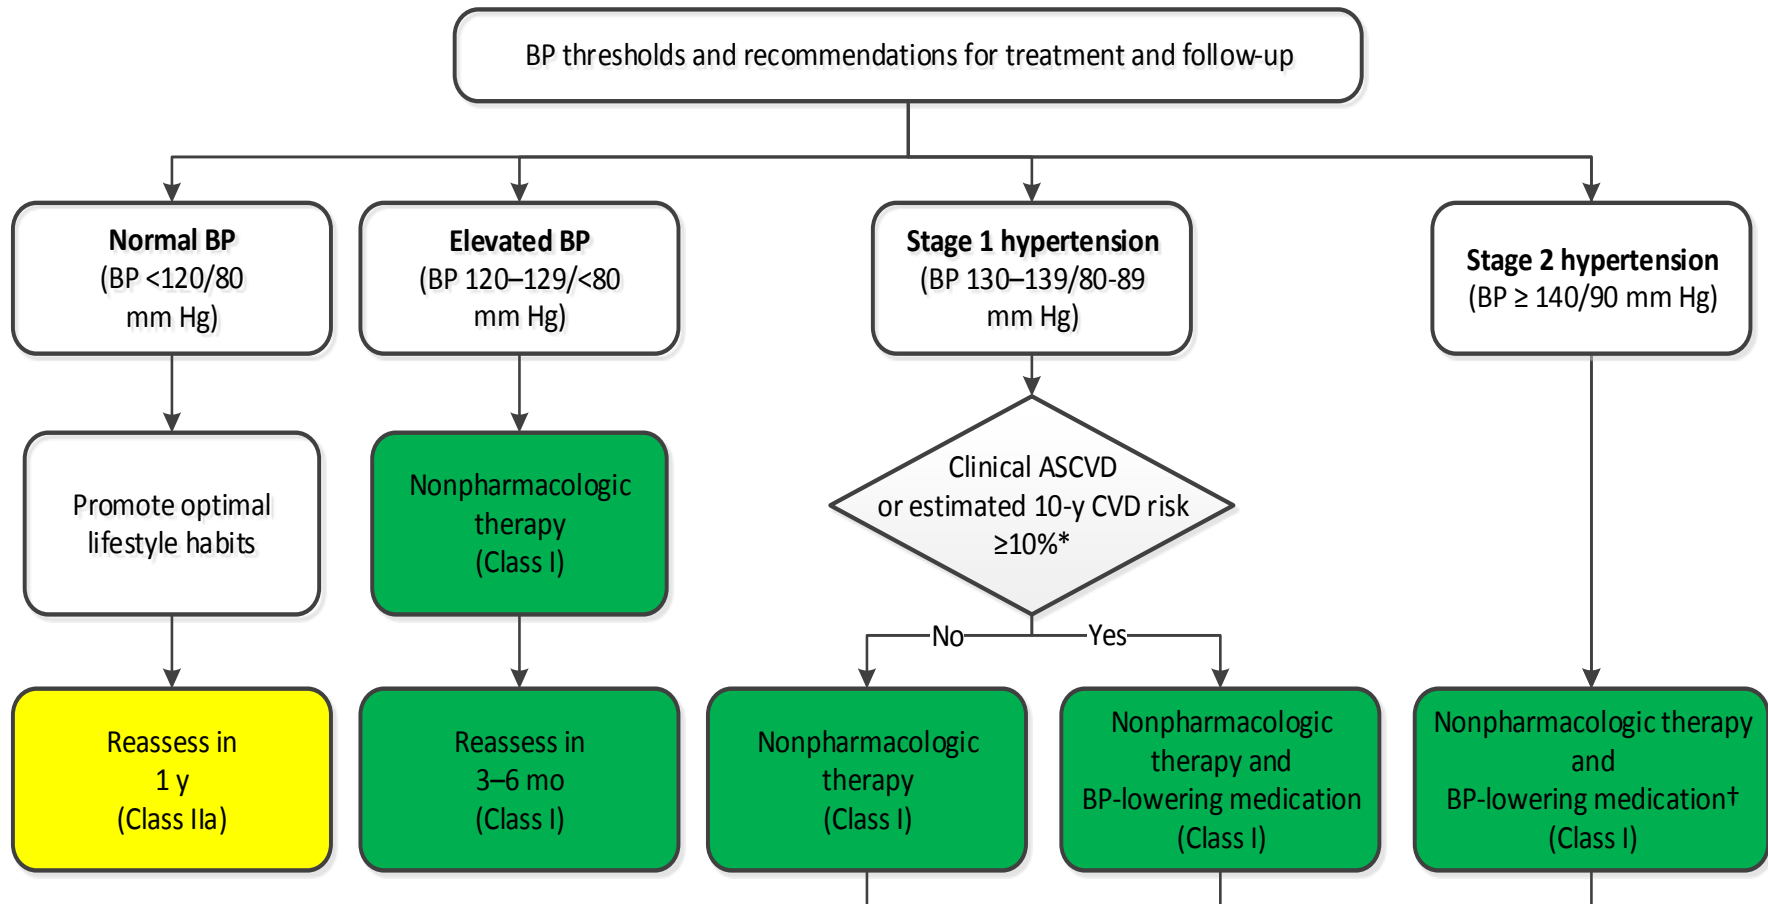 BP thresholds and recommendations for treatment and follow-up
Normal BP
(BP <120/80
mm Hg)
Elevated BP
(BP 120–129/<80
mm Hg)
Stage 1 hypertension
(BP 130–139/80-89
mm Hg)
Stage 2 hypertension
(BP ≥ 140/90 mm Hg)
Promote optimal
lifestyle habits
Nonpharmacologic
therapy
(Class I)
Clinical ASCVD
or estimated 10-y CVD risk
≥10%*
No
Yes
Reassess in
1 y
(Class IIa)
Reassess in
3–6 mo
(Class I)
Nonpharmacologic
therapy
(Class I)
Nonpharmacologic
therapy and
BP-lowering medication
(Class I)
Nonpharmacologic therapy
and
BP-lowering medication†
(Class I)